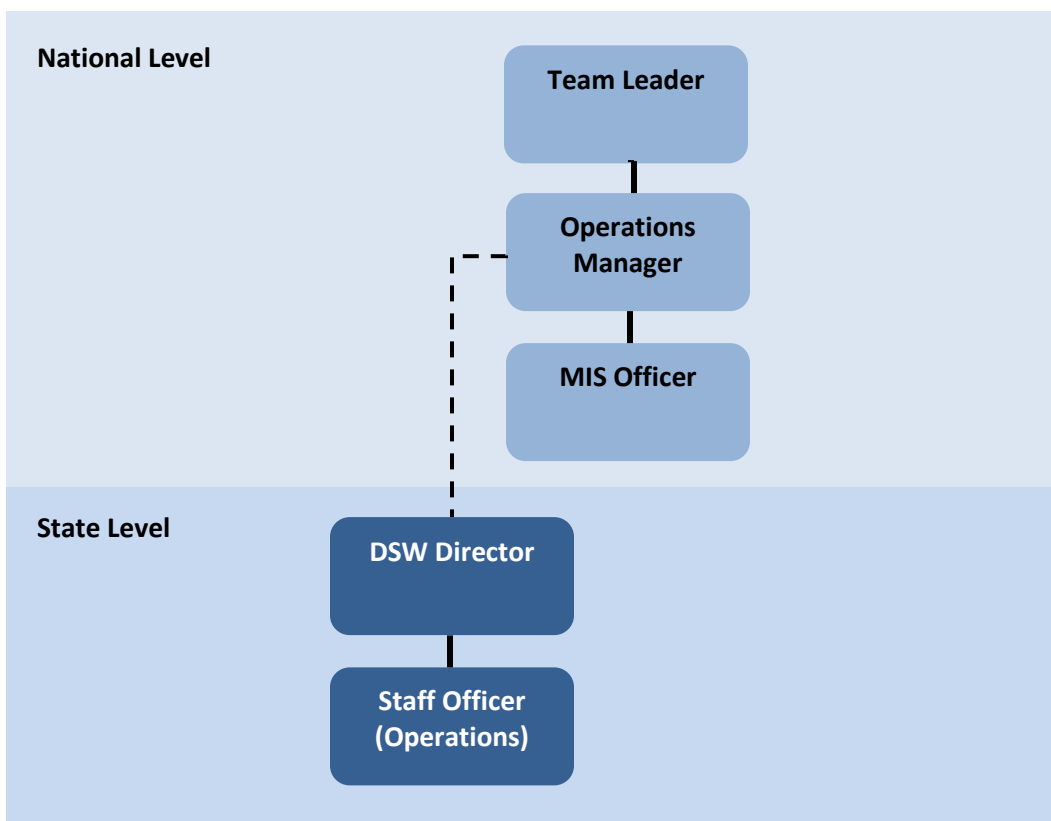 National Level
Team Leader
Operations
Manager
MIS Officer
State Level
DSW Director
Staff Officer
(Operations)